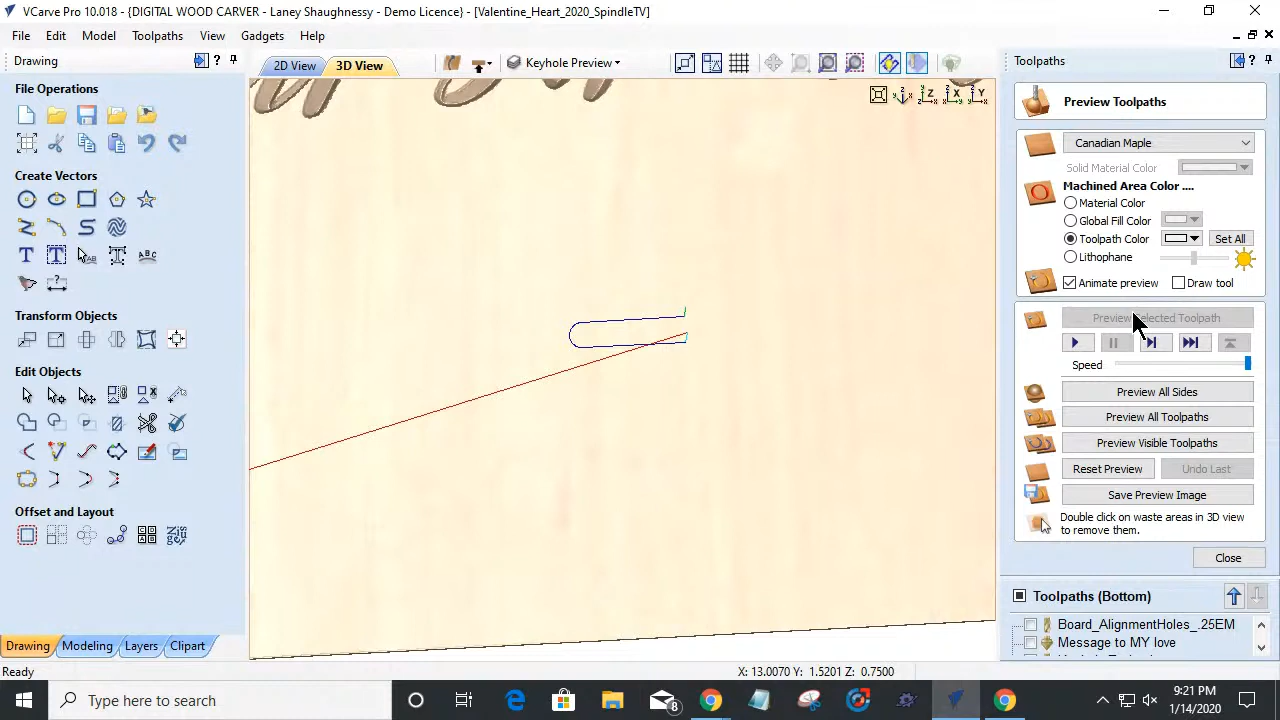 VCarve Pro 10.018 - {DIGITAL WOOD CARVER - Laney Shaughnessy - Demo Licence} - [Valentine_Heart_2020_SpindleTV]
File Edit Model Toolpaths View Gadgets Help
Drawing
File Operations
Create Vectors
Transform Objects
Edit Objects
Offset and Layout
Drawing Modeling Layers Clipart
2D View 3D View Keyhole Preview
Toolpaths
Preview Toolpaths
Canadian Maple
Solid Material Color
Machined Area Color ....
Material Color
Global Fill Color
Toolpath Color Set All
Lithophane
Animate preview Draw tool
Preview Selected Toolpath
Speed
Preview All Sides
Preview All Toolpaths
Preview Visible Toolpaths
Reset Preview Undo Last
Save Preview Image
Double click on waste areas in 3D view
to remove them.
Close
Toolpaths (Bottom)
Board_AlignmentHoles_.25EM
Message to MY love
Ready X: 13.0070 Y: 1.5201 Z: 0.7500
Type here to search
8
9:21 PM
1/14/2020